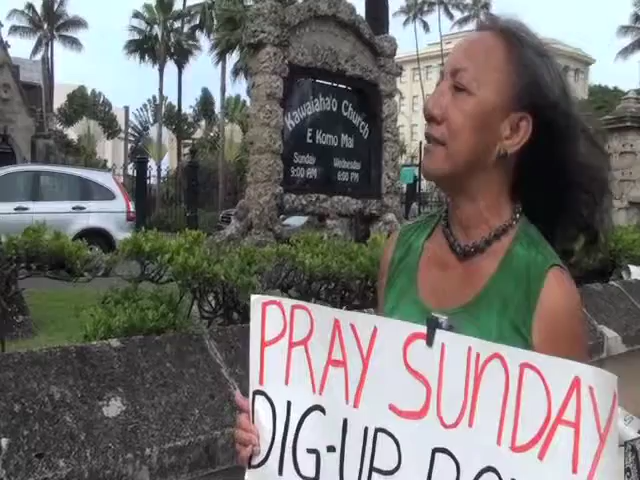 Kawaiaha'o Church
E Komo Mai
Sunday Wednesday
9:00 AM 6:00 PM
PRAY SUnDAY
DIG-UP